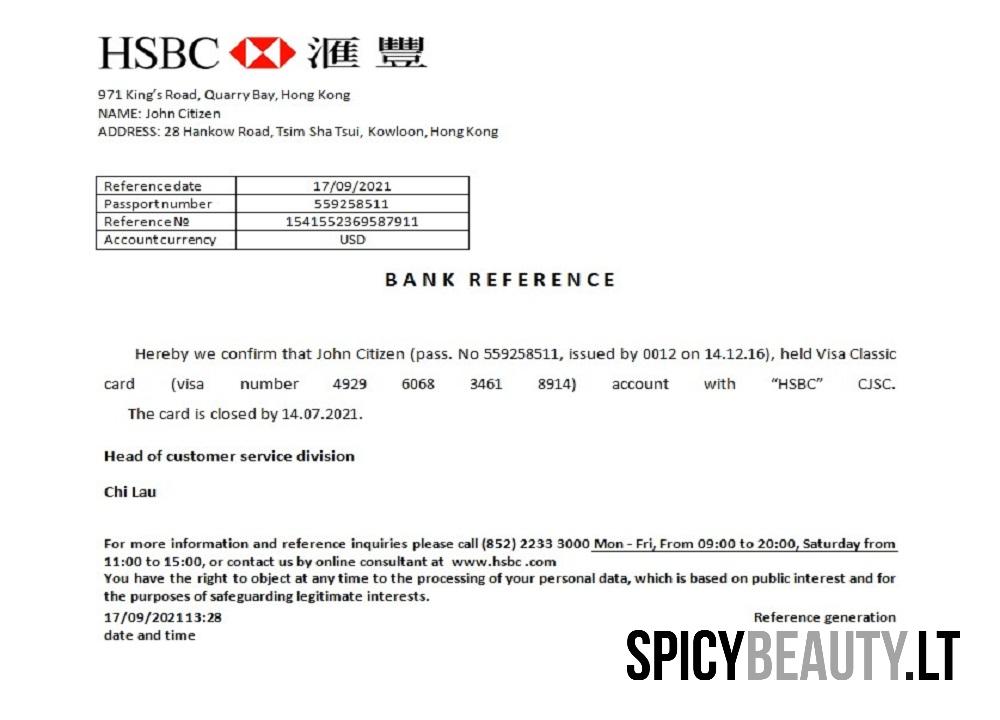 HSBC 滙豐
971 King's Road, Quarry Bay, Hong Kong
NAME: John Citizen
ADDRESS: 28 Hankow Road, Tsim Sha Tsui, Kowloon, Hong Kong
Reference date 17/09/2021
Passport number 559258511
Reference № 1541552369587911
Account currency USD
BANK REFERENCE
Hereby we confirm that John Citizen (pass. No 559258511, issued by 0012 on 14.12.16), held Visa Classic
card (visa number 4929 6068 3461 8914) account with “HSBC” CJSC.
The card is closed by 14.07.2021.
Head of customer service division
Chi Lau
For more information and reference inquiries please call (852) 2233 3000 Mon - Fri, From 09:00 to 20:00, Saturday from
11:00 to 15:00, or contact us by online consultant at www.hsbc .com
You have the right to object at any time to the processing of your personal data, which is based on public interest and for
the purposes of safeguarding legitimate interests.
17/09/202113:28 Reference generation
date and time
SPICYBEAUTY.LT